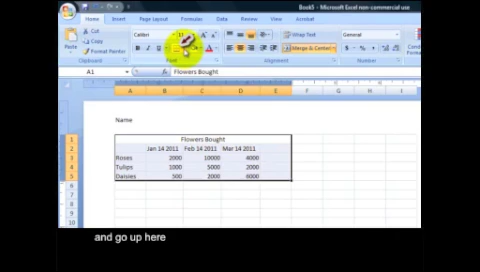 Book5 - Microsoft Excel non-commercial use
Home Insert Page Layout Formulas Data Review View Acrobat
Cut
Copy
Format Painter
Paste
Calibri
Wrap Text
General
Merge & Center
Clipboard Font Alignment Number
A1 fx Flowers Bought
A B C D E F G H I
Name
1 Flowers Bought
2 Jan 14 2011 Feb 14 2011 Mar 14 2011
3 Roses 2000 10000 4000
4 Tulips 1000 5000 2000
5 Daisies 500 2000 6000
6
7
8
9
10
and go up here